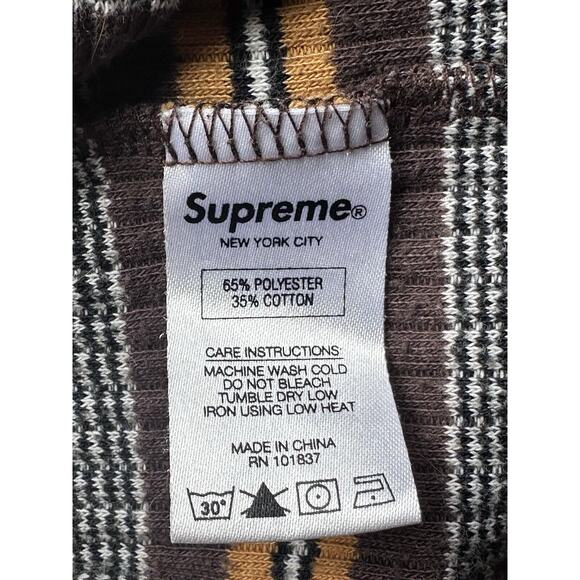 Supreme®
NEW YORK CITY
65% POLYESTER
35% COTTON
CARE INSTRUCTIONS:
MACHINE WASH COLD
DO NOT BLEACH
TUMBLE DRY LOW
IRON USING LOW HEAT
MADE IN CHINA
RN 101837
30°